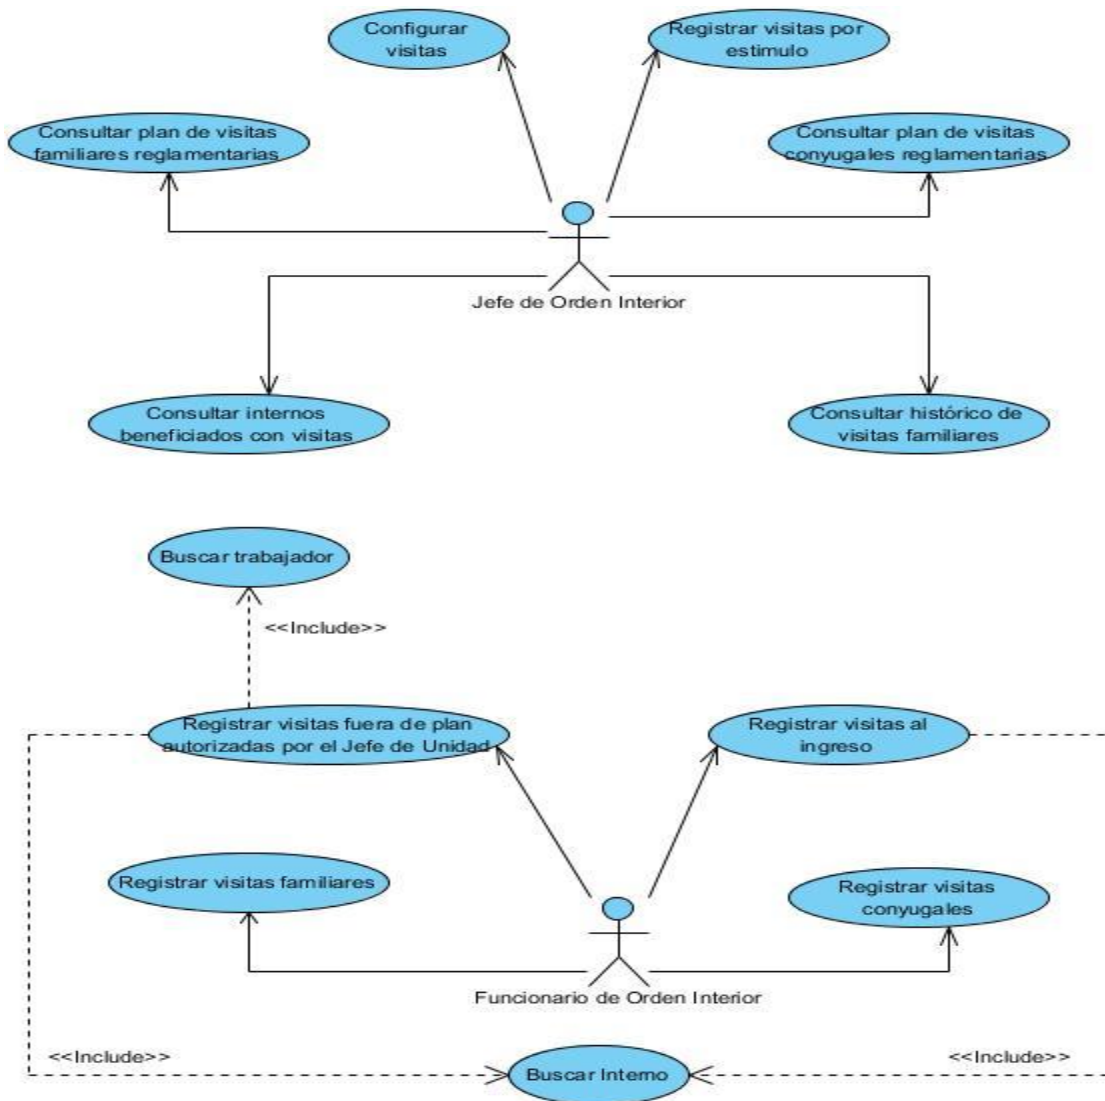 Configurar
visitas
Registrar visitas por
estimulo
Consultar plan de visitas
familiares reglamentarias
Consultar plan de visitas
conyugales reglamentarias
Jefe de Orden Interior
Consultar internos
beneficiados con visitas
Consultar histórico de
visitas familiares
Buscar trabajador
<<Include>>
Registrar visitas fuera de plan
autorizadas por el Jefe de Unidad
Registrar visitas al
ingreso
Registrar visitas familiares
Registrar visitas
conyugales
Funcionario de Orden Interior
<<Include>>
<<Include>>
Buscar Interno